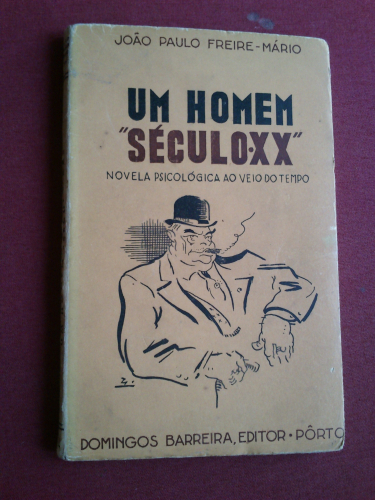 JOÃO PAULO FREIRE-MÁRIO
UM HOMEM
"SÉCULO·XX"
NOVELA PSICOLÓGICA AO VEIO DO TEMPO
DOMINGOS BARREIRA, EDITOR · PÔRTO